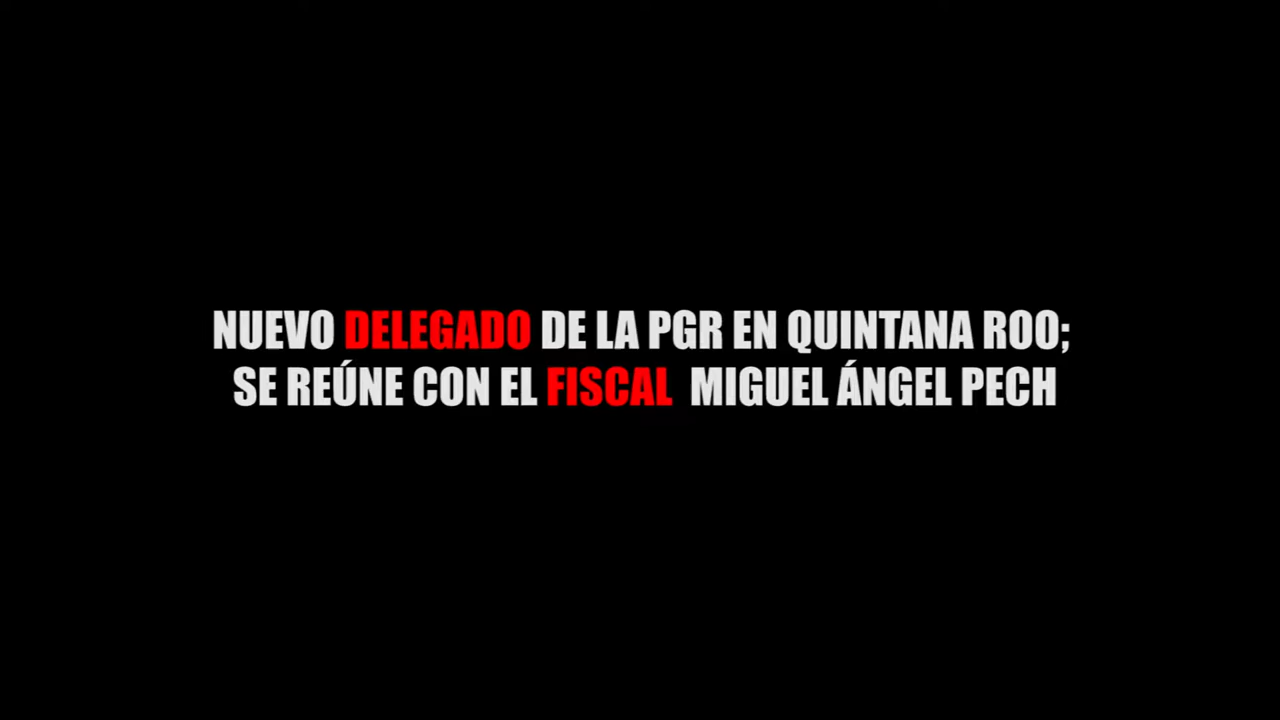 NUEVO DELEGADO DE LA PGR EN QUINTANA ROO;
SE REÚNE CON EL FISCAL MIGUEL ÁNGEL PECH